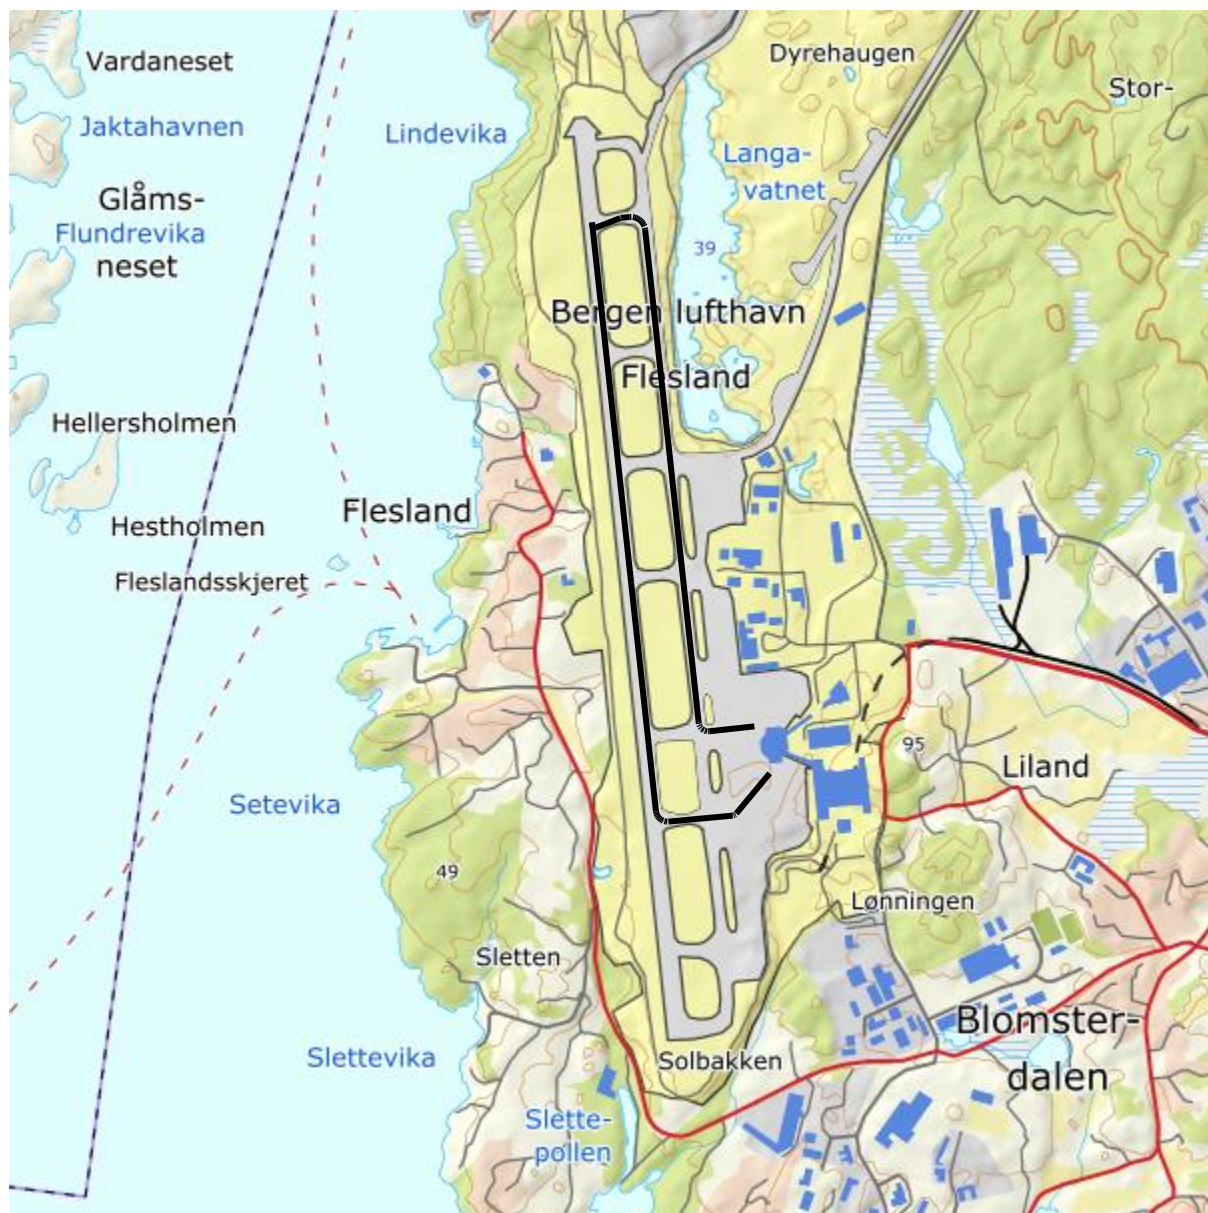 Vardaneset
Dyrehaugen
Stor-
Jaktahavnen
Lindevika
Langa-
vatnet
Glåms-
Flundrevika
neset
39
Bergen lufthavn
Flesland
Hellersholmen
Flesland
Hestholmen
Fleslandsskjeret
95
Liland
Setevika
49
Lønningen
Sletten
Blomster-
dalen
Slettevika
Solbakken
Slette-
pollen